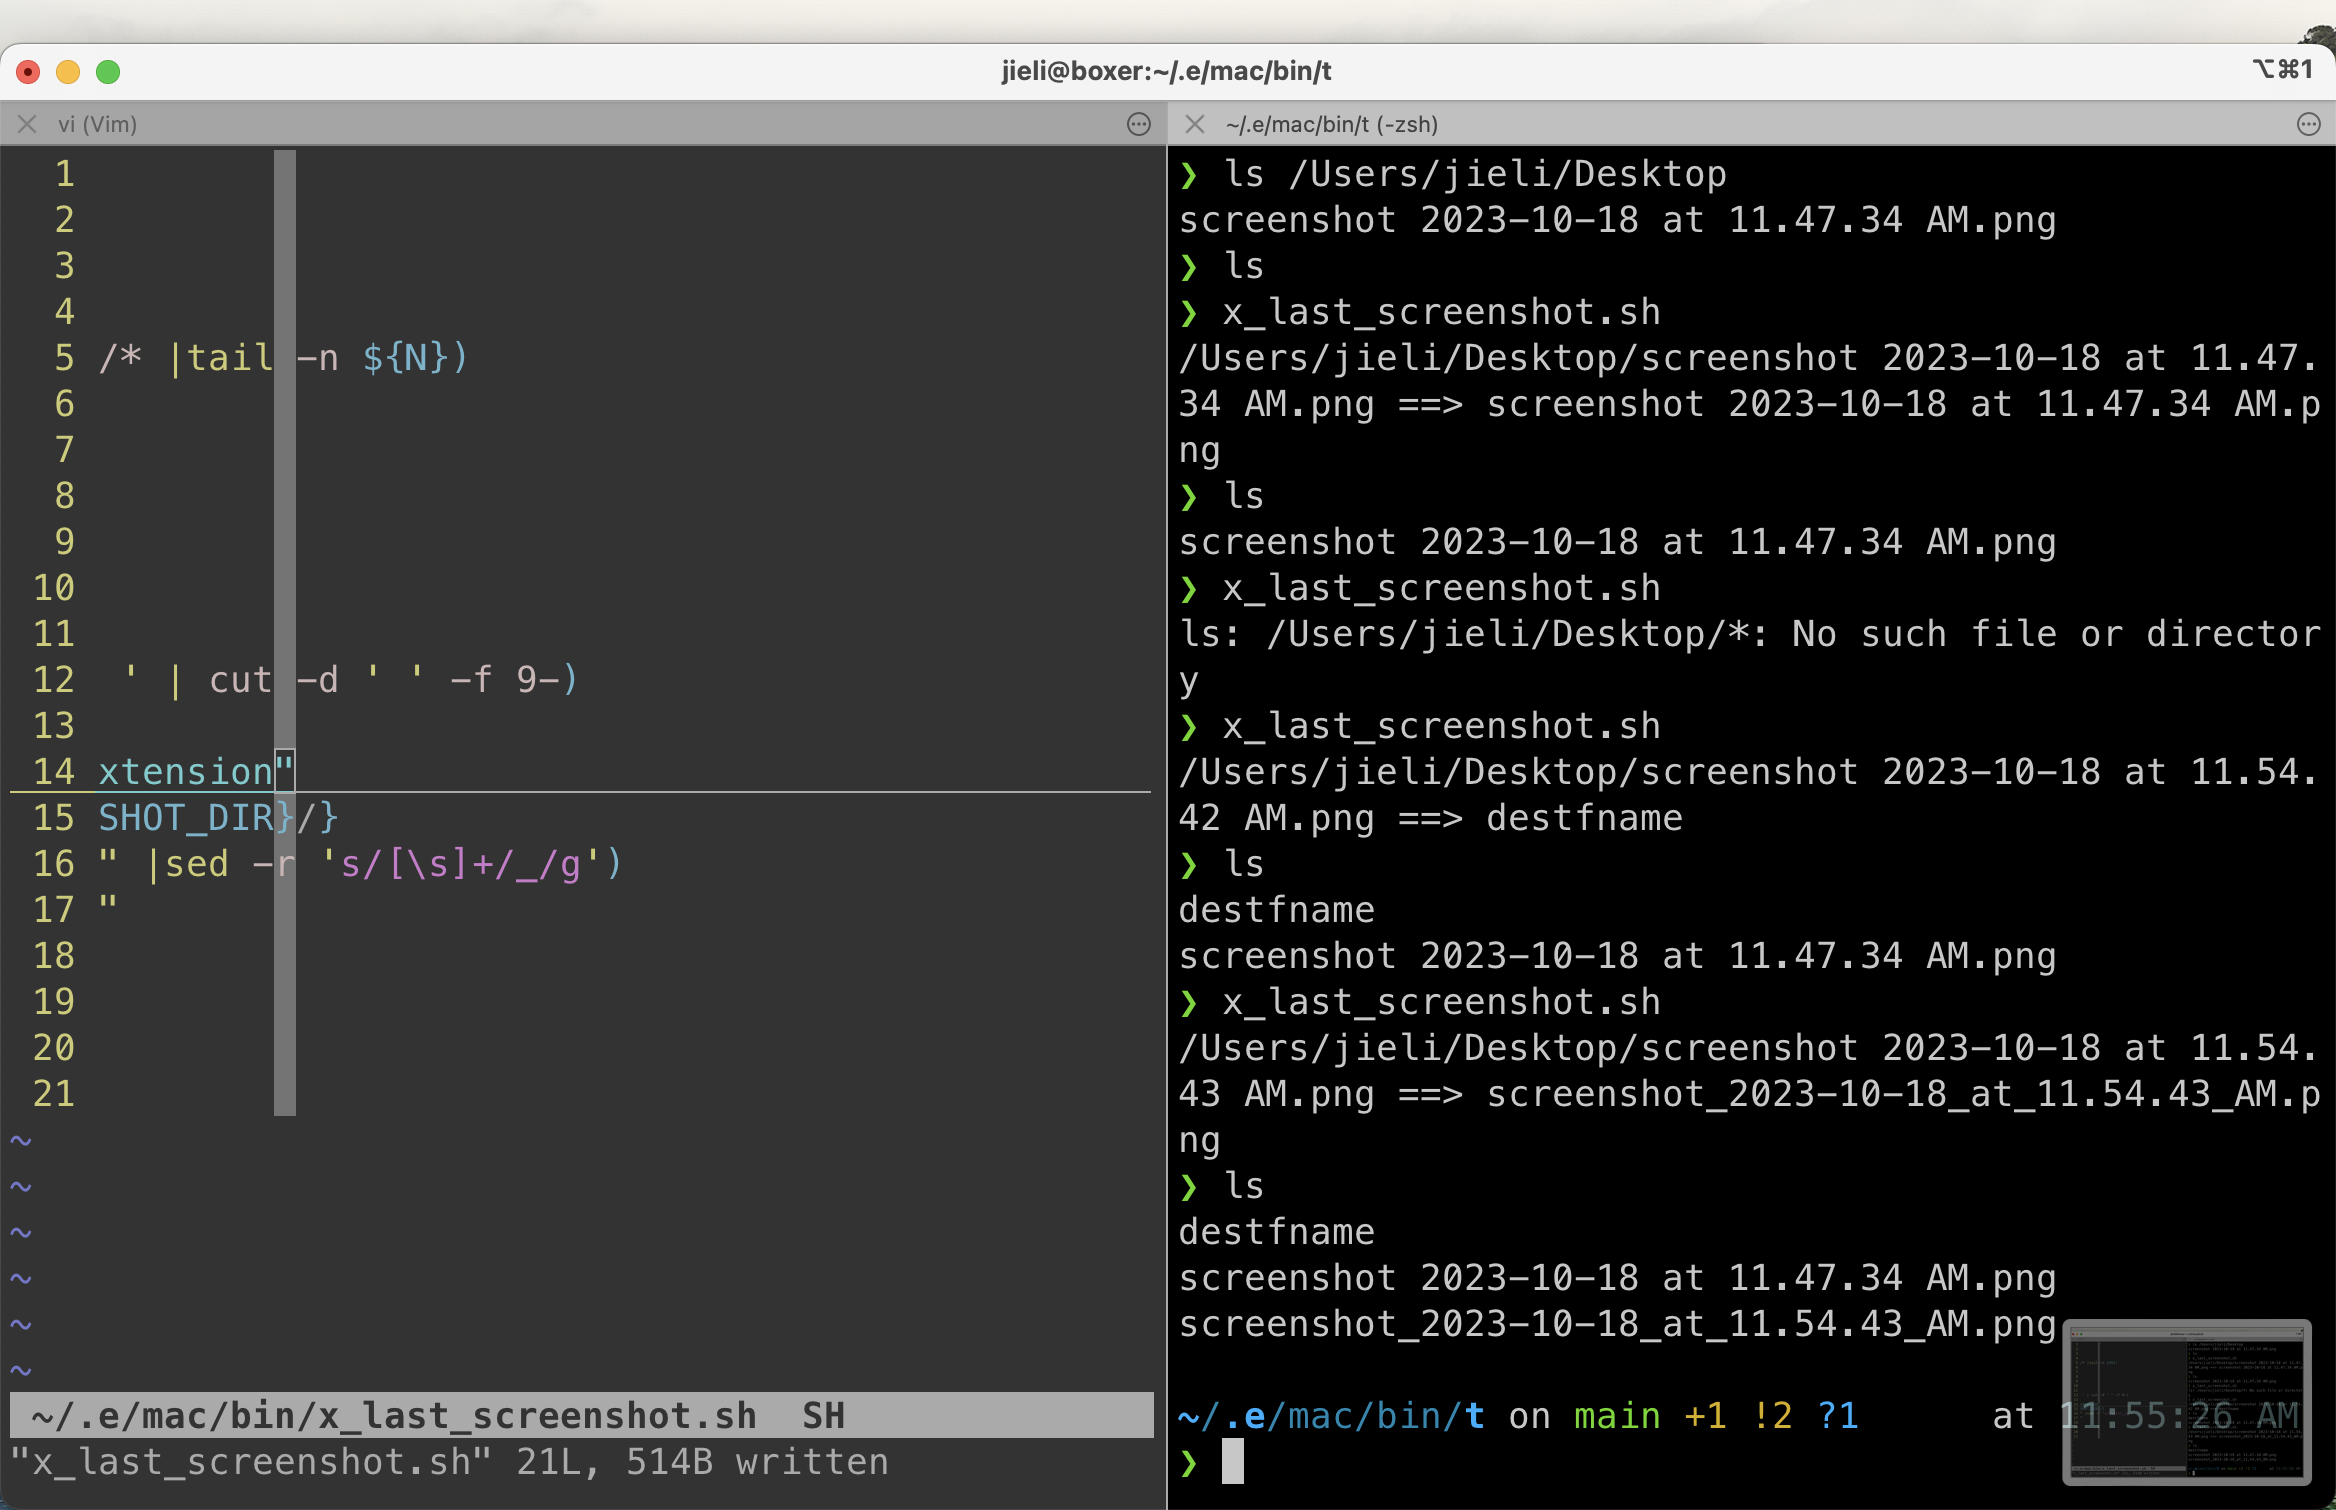 jieli@boxer:~/.e/mac/bin/t
⌥⌘1
vi (Vim)
1
2
3
4
5 /* |tail -n ${N})
6
7
8
9
10
11
12 ' | cut -d ' ' -f 9-)
13
14 xtension"
15 SHOT_DIR}/}
16 " |sed -r 's/[\s]+/_/g')
17 "
18
19
20
21
~
~
~
~
~
~
~/.e/mac/bin/x_last_screenshot.sh SH
"x_last_screenshot.sh" 21L, 514B written
~/.e/mac/bin/t (-zsh)
❯ ls /Users/jieli/Desktop
screenshot 2023-10-18 at 11.47.34 AM.png
❯ ls
❯ x_last_screenshot.sh
/Users/jieli/Desktop/screenshot 2023-10-18 at 11.47.
34 AM.png ==> screenshot 2023-10-18 at 11.47.34 AM.p
ng
❯ ls
screenshot 2023-10-18 at 11.47.34 AM.png
❯ x_last_screenshot.sh
ls: /Users/jieli/Desktop/*: No such file or director
y
❯ x_last_screenshot.sh
/Users/jieli/Desktop/screenshot 2023-10-18 at 11.54.
42 AM.png ==> destfname
❯ ls
destfname
screenshot 2023-10-18 at 11.47.34 AM.png
❯ x_last_screenshot.sh
/Users/jieli/Desktop/screenshot 2023-10-18 at 11.54.
43 AM.png ==> screenshot_2023-10-18_at_11.54.43_AM.p
ng
❯ ls
destfname
screenshot 2023-10-18 at 11.47.34 AM.png
screenshot_2023-10-18_at_11.54.43_AM.png
~/.e/mac/bin/t on main +1 !2 ?1 at 11:55:26 AM
❯